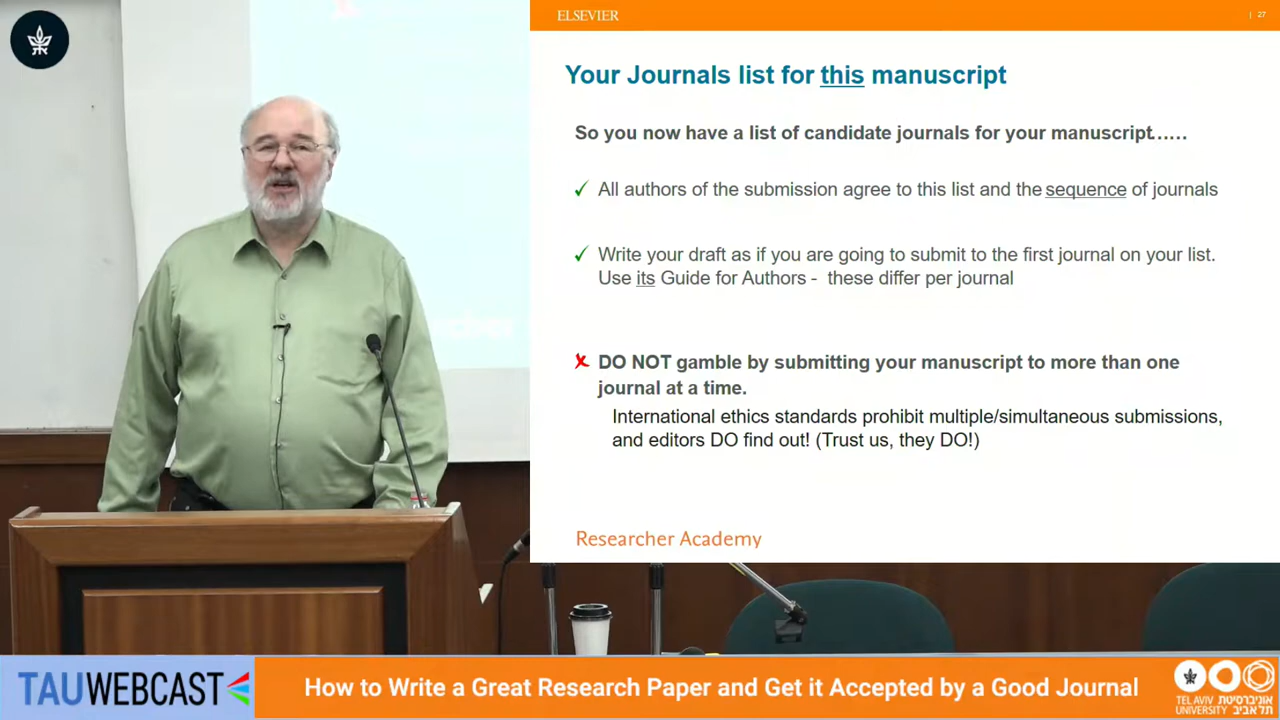 ELSEVIER
| 27
Your Journals list for this manuscript
So you now have a list of candidate journals for your manuscript......
✓ All authors of the submission agree to this list and the sequence of journals
✓ Write your draft as if you are going to submit to the first journal on your list.
Use its Guide for Authors - these differ per journal
✗ DO NOT gamble by submitting your manuscript to more than one
journal at a time.
International ethics standards prohibit multiple/simultaneous submissions,
and editors DO find out! (Trust us, they DO!)
Researcher Academy
TAUWEBCAST
How to Write a Great Research Paper and Get it Accepted by a Good Journal
TEL AVIV אוניברסיטת
UNIVERSITY תל אביב